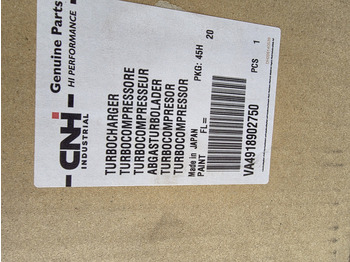 Genuine Parts
HI PERFORMANCE
CNH
INDUSTRIAL
TURBOCHARGER
TURBOCOMPRESSORE
TURBOCOMPRESSEUR
ABGASTURBOLADER
TURBOCOMPRESOR
TURBOCOMPRESOR
Made in JAPAN PKG: 45H 20
PAINT FL=
VA4918902750 PCS 1